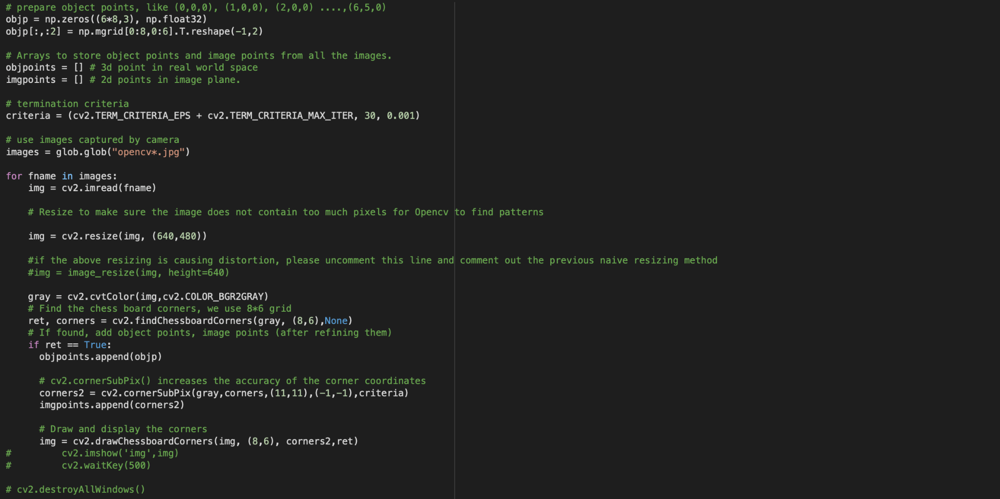 # prepare object points, like (0,0,0), (1,0,0), (2,0,0) ....,(6,5,0)
objp = np.zeros((6*8,3), np.float32)
objp[:,:2] = np.mgrid[0:8,0:6].T.reshape(-1,2)
# Arrays to store object points and image points from all the images.
objpoints = [] # 3d point in real world space
imgpoints = [] # 2d points in image plane.
# termination criteria
criteria = (cv2.TERM_CRITERIA_EPS + cv2.TERM_CRITERIA_MAX_ITER, 30, 0.001)
# use images captured by camera
images = glob.glob("opencv*.jpg")
for fname in images:
    img = cv2.imread(fname)
    # Resize to make sure the image does not contain too much pixels for Opencv to find patterns
    img = cv2.resize(img, (640,480))
    #if the above resizing is causing distortion, please uncomment this line and comment out the previous naive resizing method
    #img = image_resize(img, height=640)
    gray = cv2.cvtColor(img,cv2.COLOR_BGR2GRAY)
    # Find the chess board corners, we use 8*6 grid
    ret, corners = cv2.findChessboardCorners(gray, (8,6),None)
    # If found, add object points, image points (after refining them)
    if ret == True:
      objpoints.append(objp)
      # cv2.cornerSubPix() increases the accuracy of the corner coordinates
      corners2 = cv2.cornerSubPix(gray,corners,(11,11),(-1,-1),criteria)
      imgpoints.append(corners2)
      # Draw and display the corners
      img = cv2.drawChessboardCorners(img, (8,6), corners2,ret)
#         cv2.imshow('img',img)
#         cv2.waitKey(500)
# cv2.destroyAllWindows()